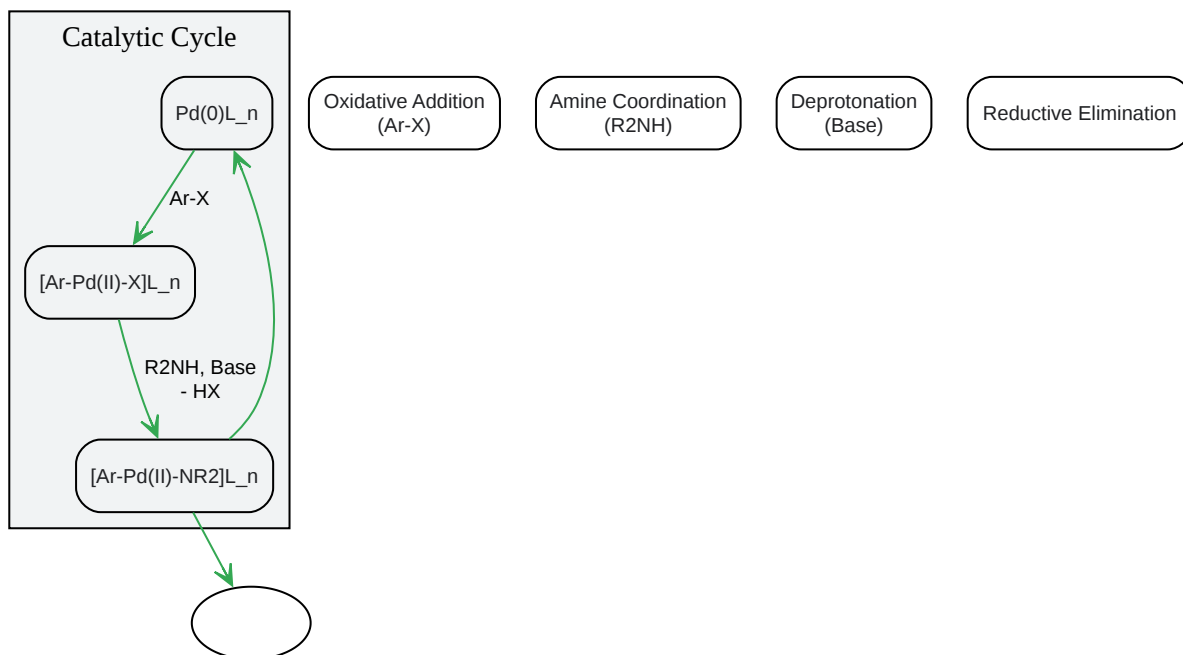 Catalytic Cycle
Pd(0)L_n
Oxidative Addition
(Ar-X)
Amine Coordination
(R2NH)
Deprotonation
(Base)
Reductive Elimination
Ar-X
[Ar-Pd(II)-X]L_n
R2NH, Base
- HX
[Ar-Pd(II)-NR2]L_n